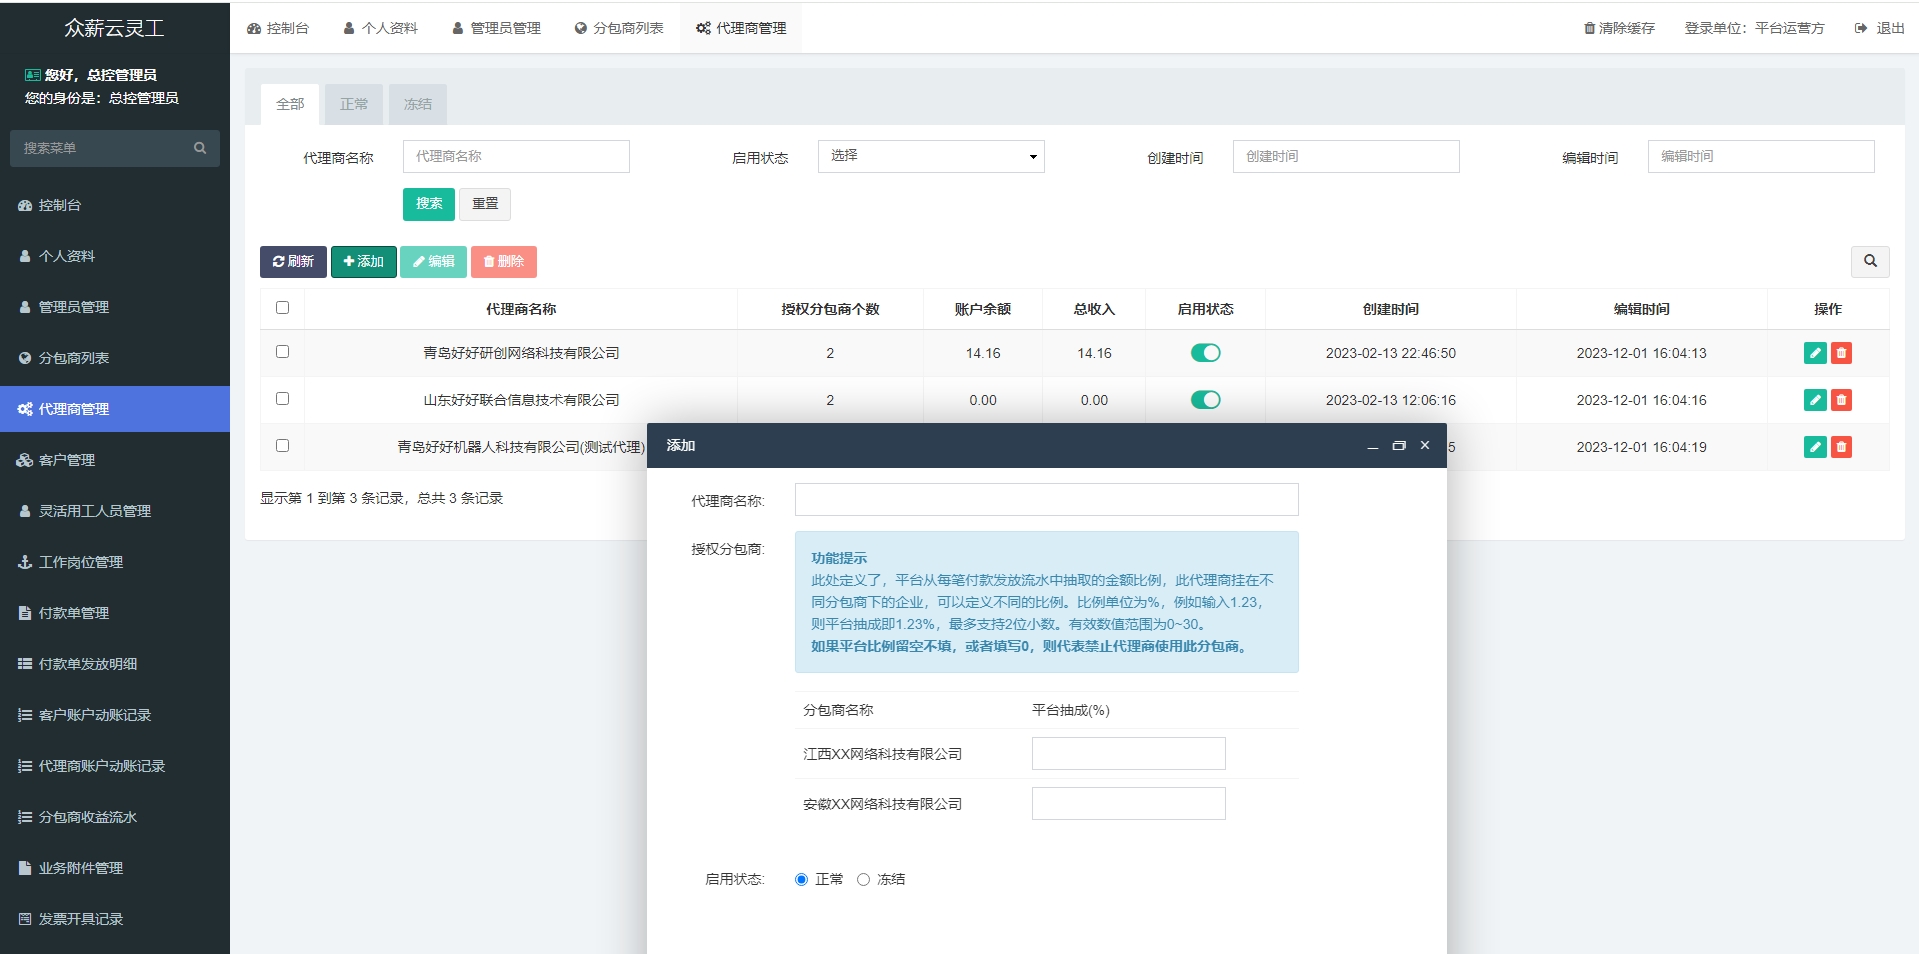 众薪云灵工
控制台
个人资料
管理员管理
分包商列表
代理商管理
清除缓存
登录单位：平台运营方
退出
您好，总控管理员
您的身份是：总控管理员
搜索菜单
控制台
个人资料
管理员管理
分包商列表
代理商管理
客户管理
灵活用工人员管理
工作岗位管理
付款单管理
付款单发放明细
客户账户动账记录
代理商账户动账记录
分包商收益流水
业务附件管理
发票开具记录
全部
正常
冻结
代理商名称
代理商名称
启用状态
选择
创建时间
创建时间
编辑时间
编辑时间
搜索
重置
刷新
添加
编辑
删除
代理商名称 授权分包商个数 账户余额 总收入 启用状态 创建时间 编辑时间 操作
青岛好好研创网络科技有限公司 2 14.16 14.16 2023-02-13 22:46:50 2023-12-01 16:04:13
山东好好联合信息技术有限公司 2 0.00 0.00 2023-02-13 12:06:16 2023-12-01 16:04:16
青岛好好机器人科技有限公司(测试代理) 5 2023-12-01 16:04:19
显示第 1 到第 3 条记录，总共 3 条记录
添加
代理商名称:
授权分包商:
功能提示
此处定义了，平台从每笔付款发放流水中抽取的金额比例，此代理商挂在不
同分包商下的企业，可以定义不同的比例。比例单位为%，例如输入1.23，
则平台抽成即1.23%，最多支持2位小数。有效数值范围为0~30。
如果平台比例留空不填，或者填写0，则代表禁止代理商使用此分包商。
分包商名称 平台抽成(%)
江西XX网络科技有限公司
安徽XX网络科技有限公司
启用状态:
正常
冻结